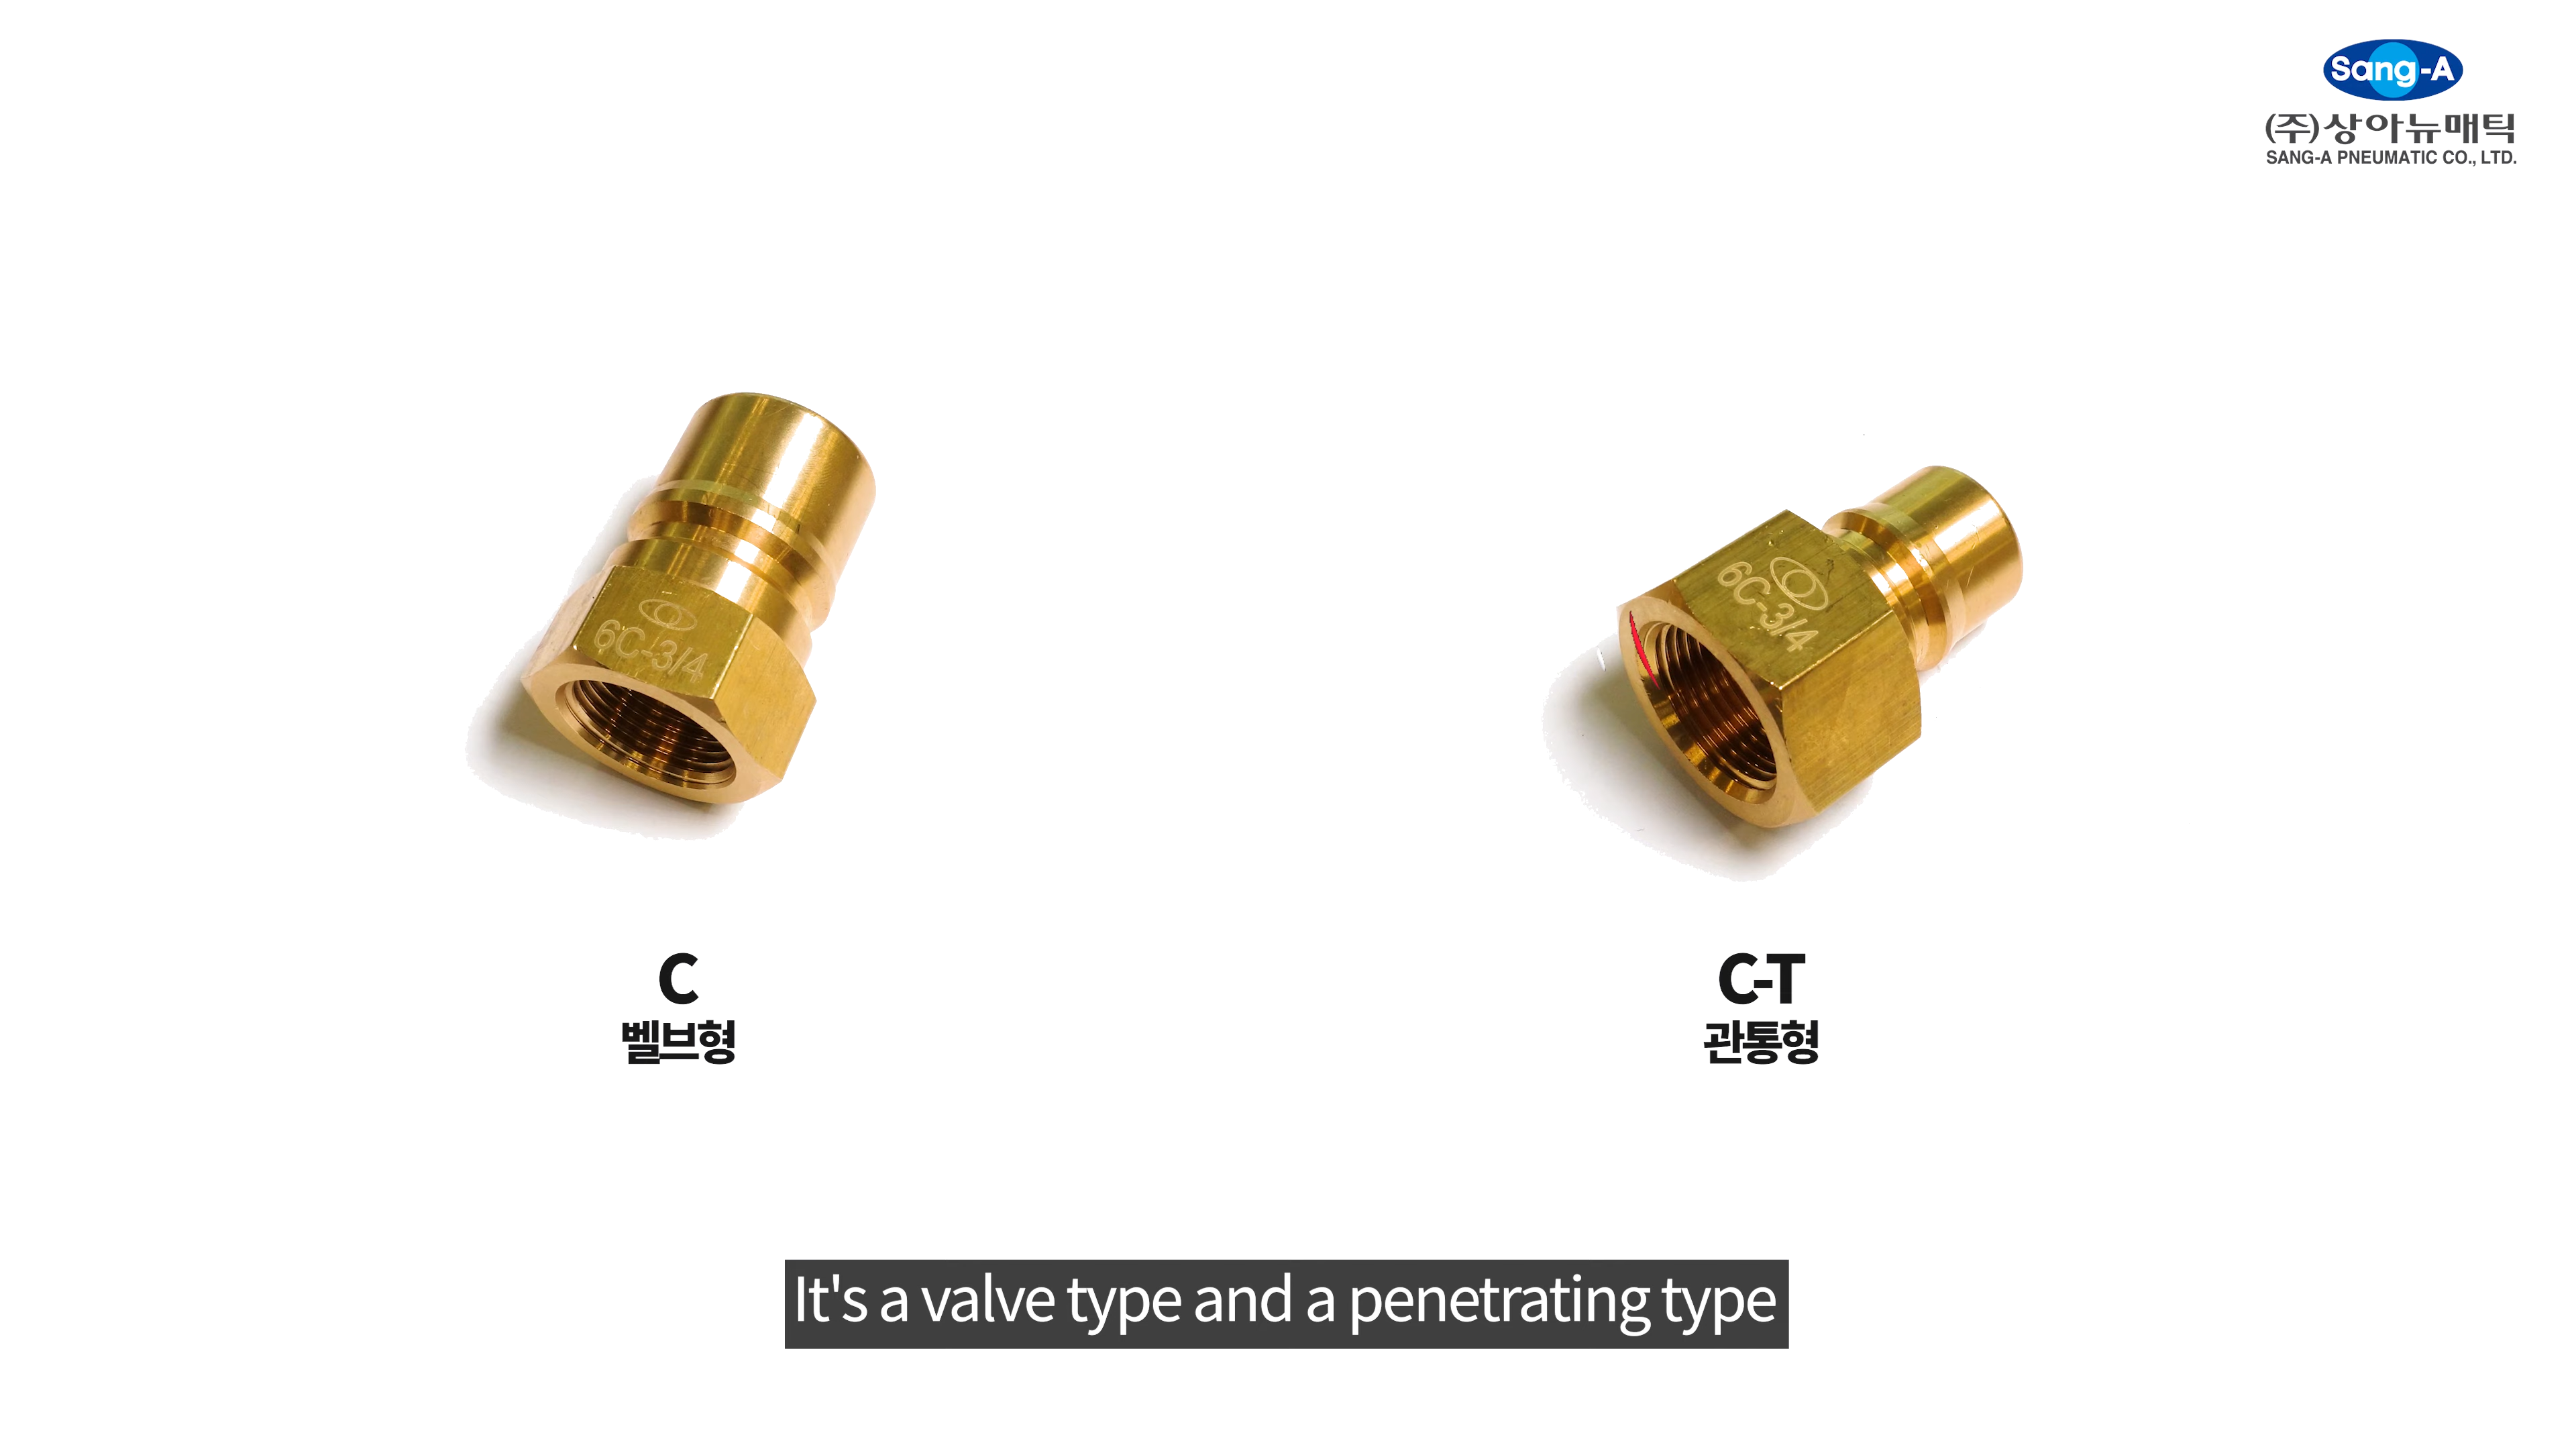 Sang-A
(주)상아뉴매틱
SANG-A PNEUMATIC CO., LTD.
6C-3/4
6C-3/4
C
벨브형
C-T
관통형
It's a valve type and a penetrating type